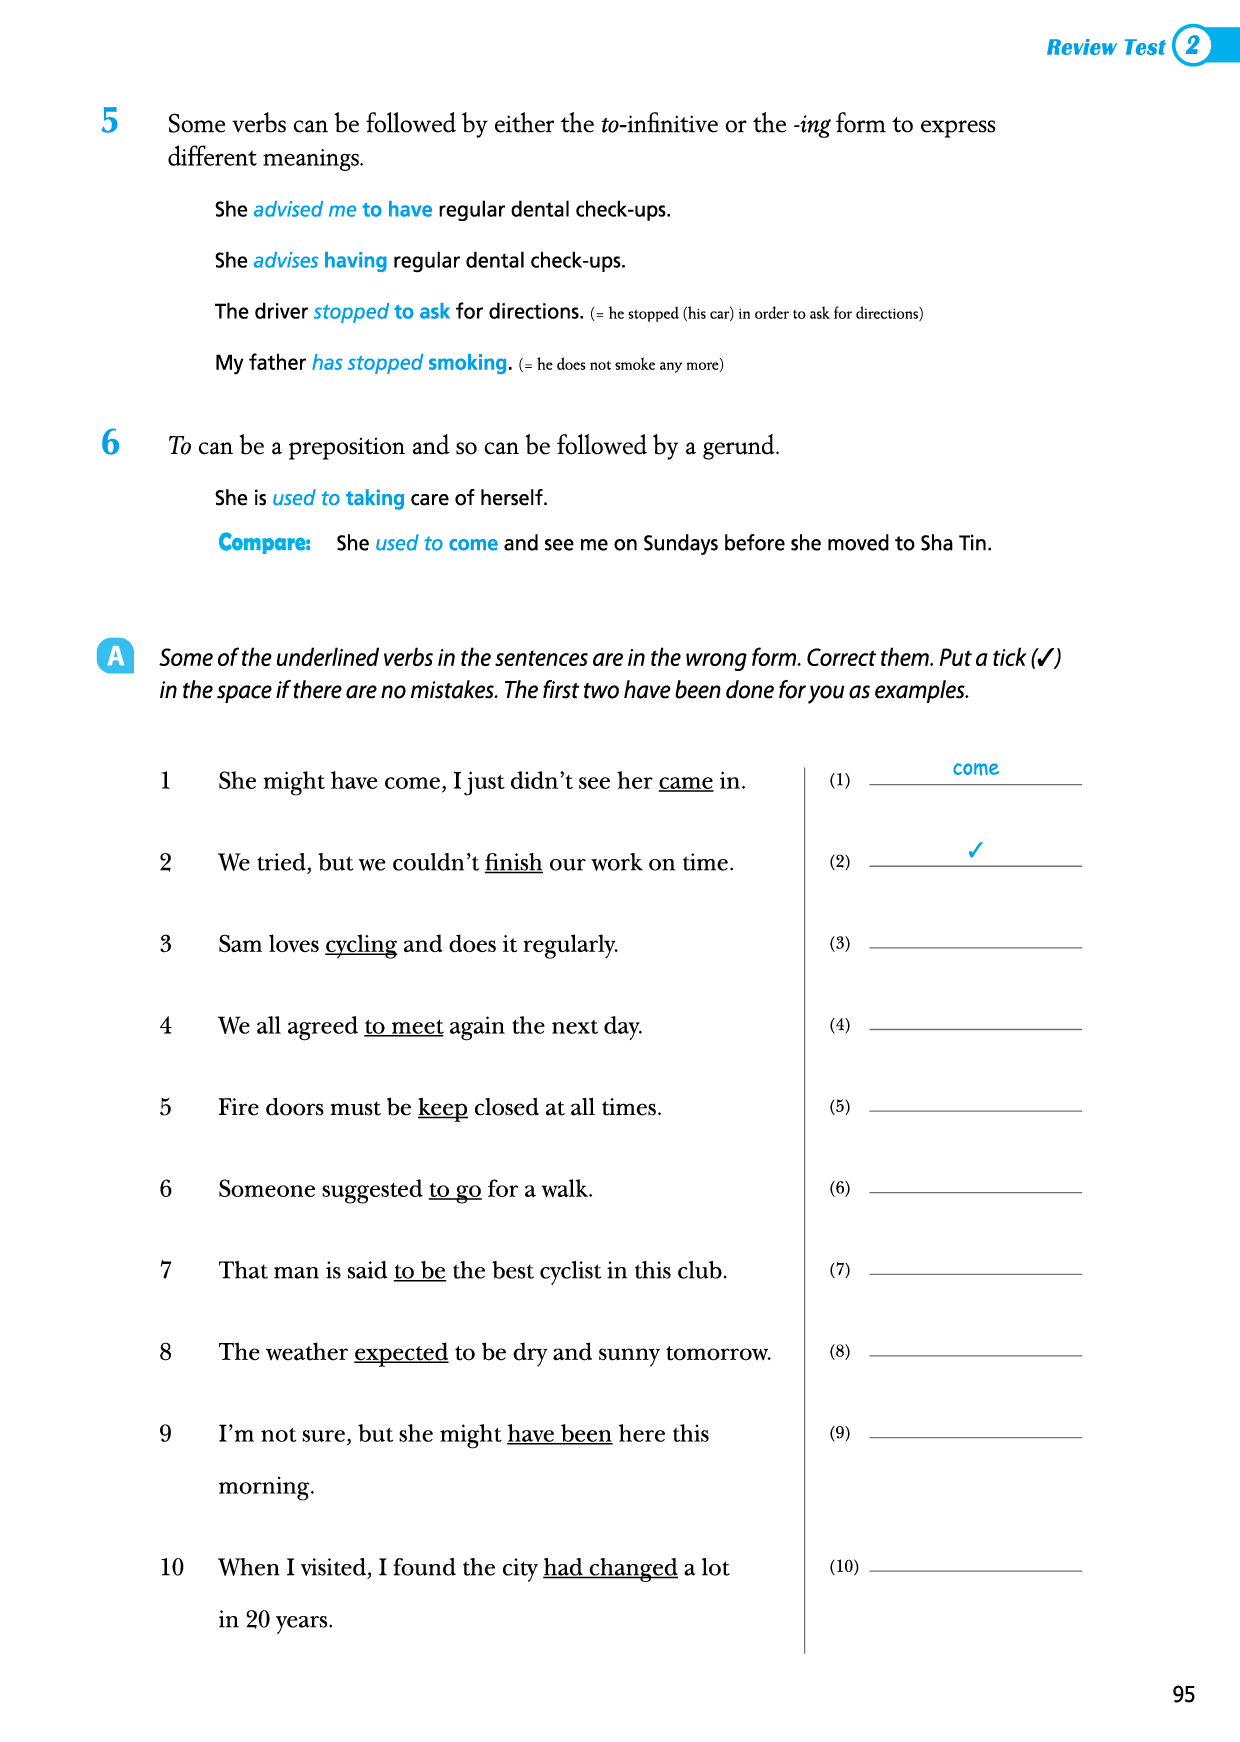 Review Test 2
5 Some verbs can be followed by either the to-infinitive or the -ing form to express
different meanings.
She advised me to have regular dental check-ups.
She advises having regular dental check-ups.
The driver stopped to ask for directions. (= he stopped (his car) in order to ask for directions)
My father has stopped smoking. (= he does not smoke any more)
6 To can be a preposition and so can be followed by a gerund.
She is used to taking care of herself.
Compare: She used to come and see me on Sundays before she moved to Sha Tin.
A Some of the underlined verbs in the sentences are in the wrong form. Correct them. Put a tick (✓)
in the space if there are no mistakes. The first two have been done for you as examples.
1 She might have come, I just didn't see her came in. (1) come
2 We tried, but we couldn't finish our work on time. (2) ✓
3 Sam loves cycling and does it regularly. (3)
4 We all agreed to meet again the next day. (4)
5 Fire doors must be keep closed at all times. (5)
6 Someone suggested to go for a walk. (6)
7 That man is said to be the best cyclist in this club. (7)
8 The weather expected to be dry and sunny tomorrow. (8)
9 I'm not sure, but she might have been here this (9)
morning.
10 When I visited, I found the city had changed a lot (10)
in 20 years.
95